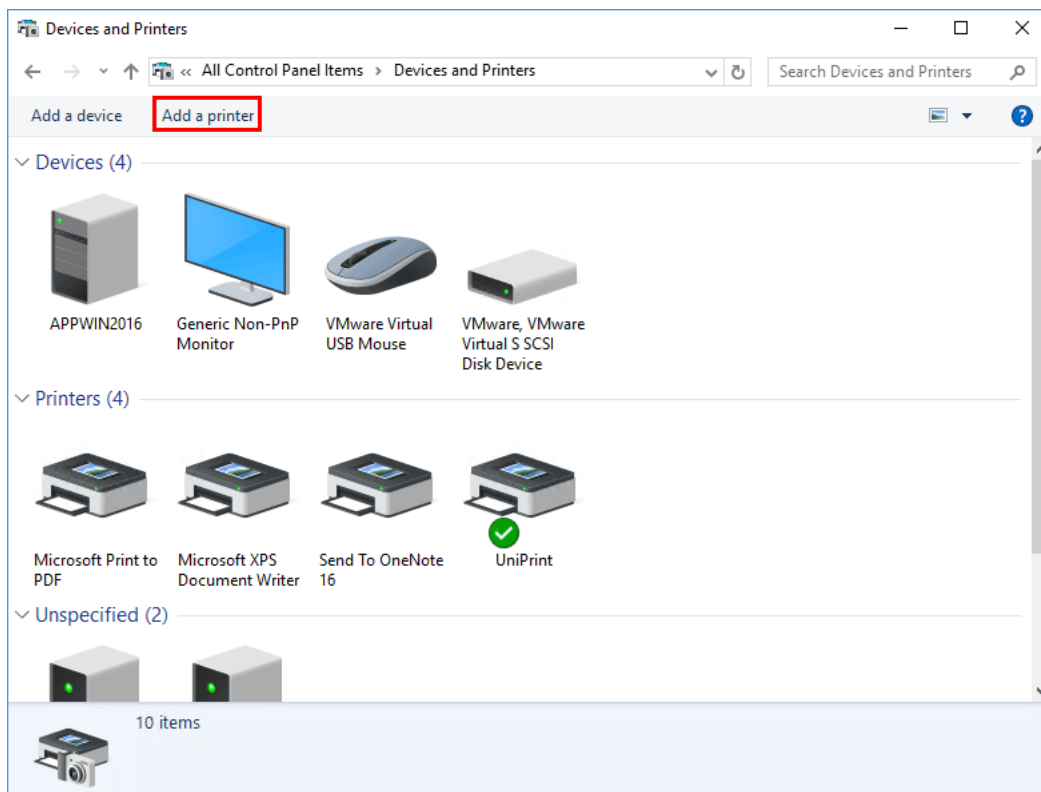 Devices and Printers
« All Control Panel Items > Devices and Printers
Search Devices and Printers
Add a device
Add a printer
?
Devices (4)
APPWIN2016
Generic Non-PnP
Monitor
VMware Virtual
USB Mouse
VMware, VMware
Virtual S SCSI
Disk Device
Printers (4)
Microsoft Print to
PDF
Microsoft XPS
Document Writer
Send To OneNote
16
UniPrint
Unspecified (2)
10 items